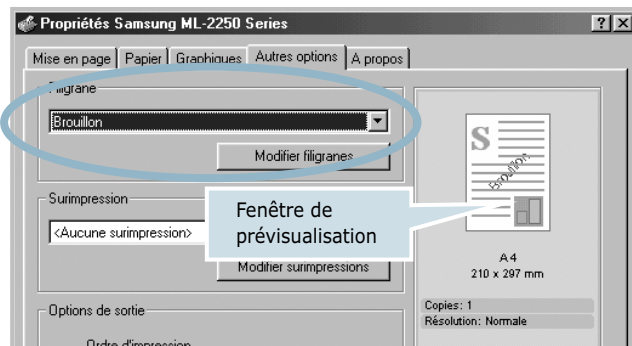 Propriétés Samsung ML-2250 Series
Mise en page Papier Graphiques Autres options A propos
Filigrane
Brouillon
Modifier filigranes
Surimpression
<Aucune surimpression>
Modifier surimpressions
Fenêtre de
prévisualisation
S
Brouillon
A4
210 x 297 mm
Copies: 1
Résolution: Normale
Options de sortie
Ordre d'impression